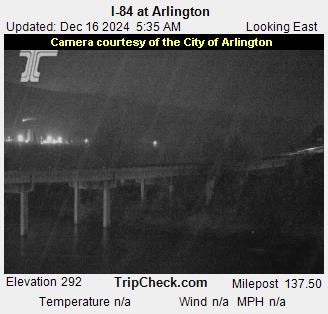 I-84 at Arlington
Updated: Dec 16 2024 5:35 AM Looking East
Camera courtesy of the City of Arlington
Elevation 292 TripCheck.com Milepost 137.50
Temperature n/a Wind n/a MPH n/a